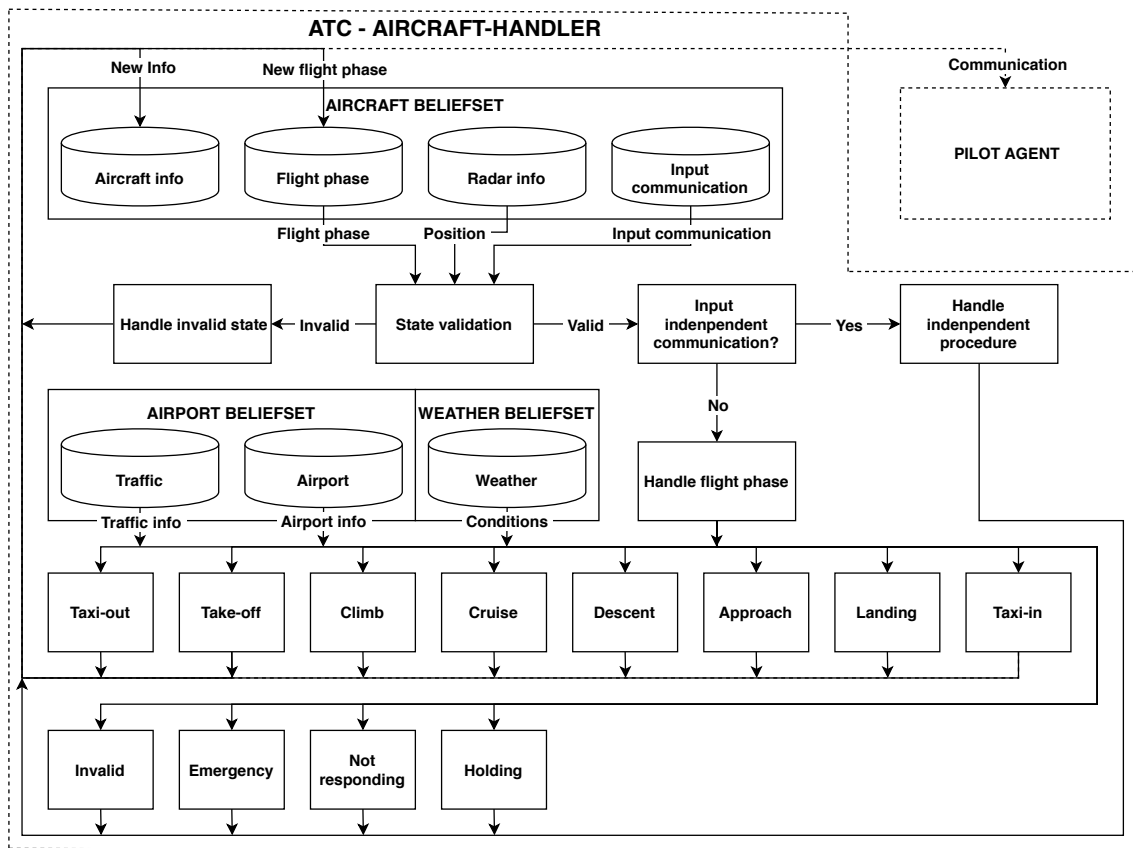 ATC - AIRCRAFT-HANDLER
New Info
New flight phase
Communication
AIRCRAFT BELIEFSET
Aircraft info
Flight phase
Radar info
Input
communication
PILOT AGENT
Flight phase
Position
Input communication
Handle invalid state
Invalid
State validation
Valid
Input
indenpendent
communication?
Yes
Handle
indenpendent
procedure
No
AIRPORT BELIEFSET
WEATHER BELIEFSET
Traffic
Airport
Weather
Handle flight phase
Traffic info
Airport info
Conditions
Taxi-out
Take-off
Climb
Cruise
Descent
Approach
Landing
Taxi-in
Invalid
Emergency
Not
responding
Holding